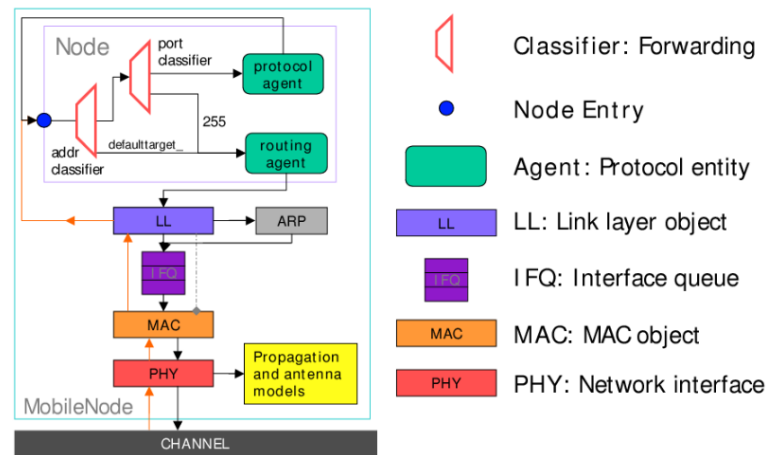 Node
port
classifier
protocol
agent
255
addr
classifier
defaulttarget_
routing
agent
LL
ARP
IFQ
MAC
PHY
Propagation
and antenna
models
MobileNode
CHANNEL
Classifier: Forwarding
Node Entry
Agent: Protocol entity
LL
LL: Link layer object
IFQ
IFQ: Interface queue
MAC
MAC: MAC object
PHY
PHY: Network interface